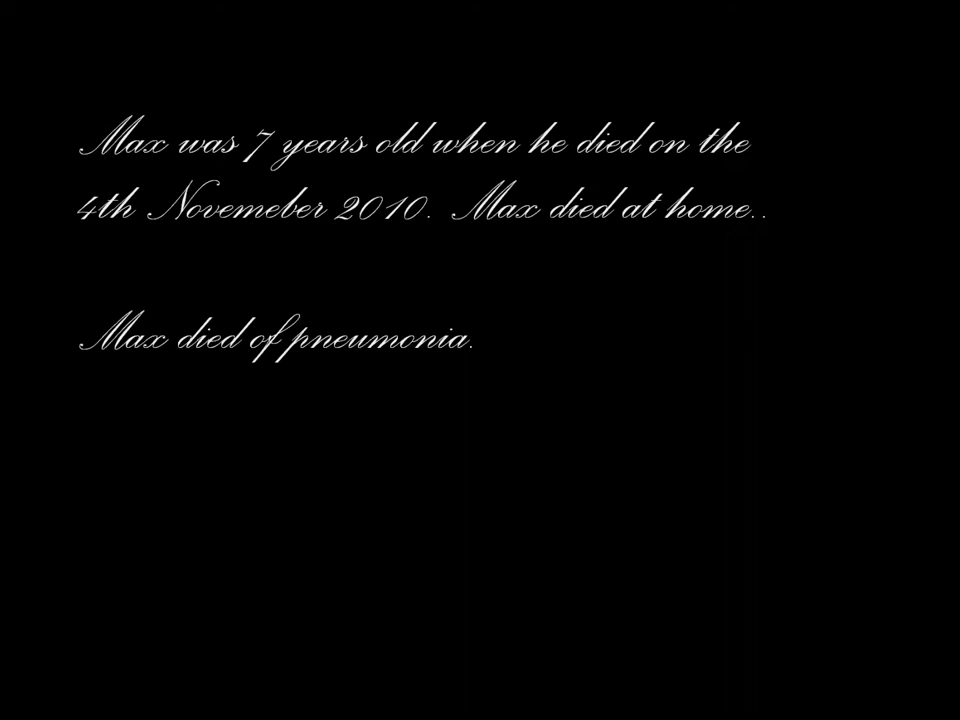 Max was 7 years old when he died on the
4th Novemeber 2010. Max died at home..
Max died of pneumonia.